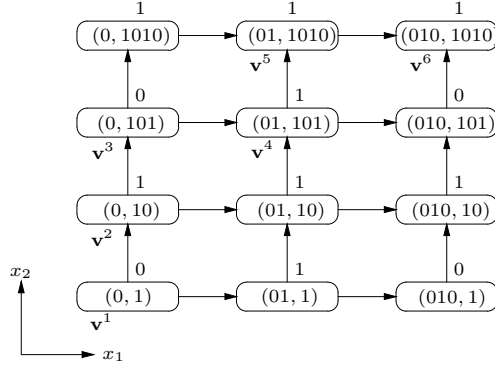 1 1 1
(0, 1010) (01, 1010) (010, 1010)
v⁵ v⁶
0 1 0
(0, 101) (01, 101) (010, 101)
v³ v⁴
1 1 1
(0, 10) (01, 10) (010, 10)
v²
0 1 0
x₂
(0, 1) (01, 1) (010, 1)
v¹
x₁